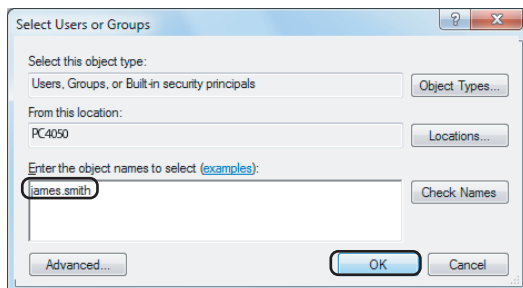 Select Users or Groups
Select this object type:
Users, Groups, or Built-in security principals
Object Types...
From this location:
PC4050
Locations...
Enter the object names to select (examples):
james.smith
Check Names
Advanced...
OK
Cancel